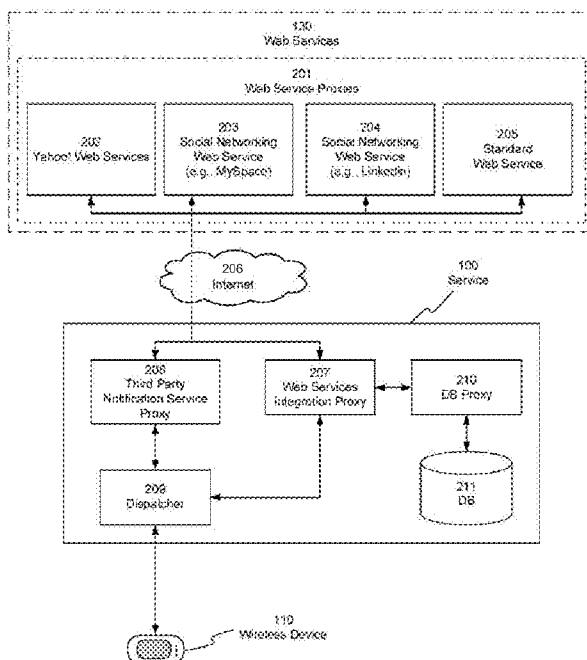 130
Web Services
201
Web Service Proxies
202
Yahoo! Web Services
203
Social Networking
Web Service
(e.g., MySpace)
204
Social Networking
Web Service
(e.g., LinkedIn)
205
Standard
Web Service
206
Internet
100
Service
208
Third Party
Notification Service
Proxy
207
Web Services
Integration Proxy
210
DB Proxy
209
Dispatcher
211
DB
110
Wireless Device